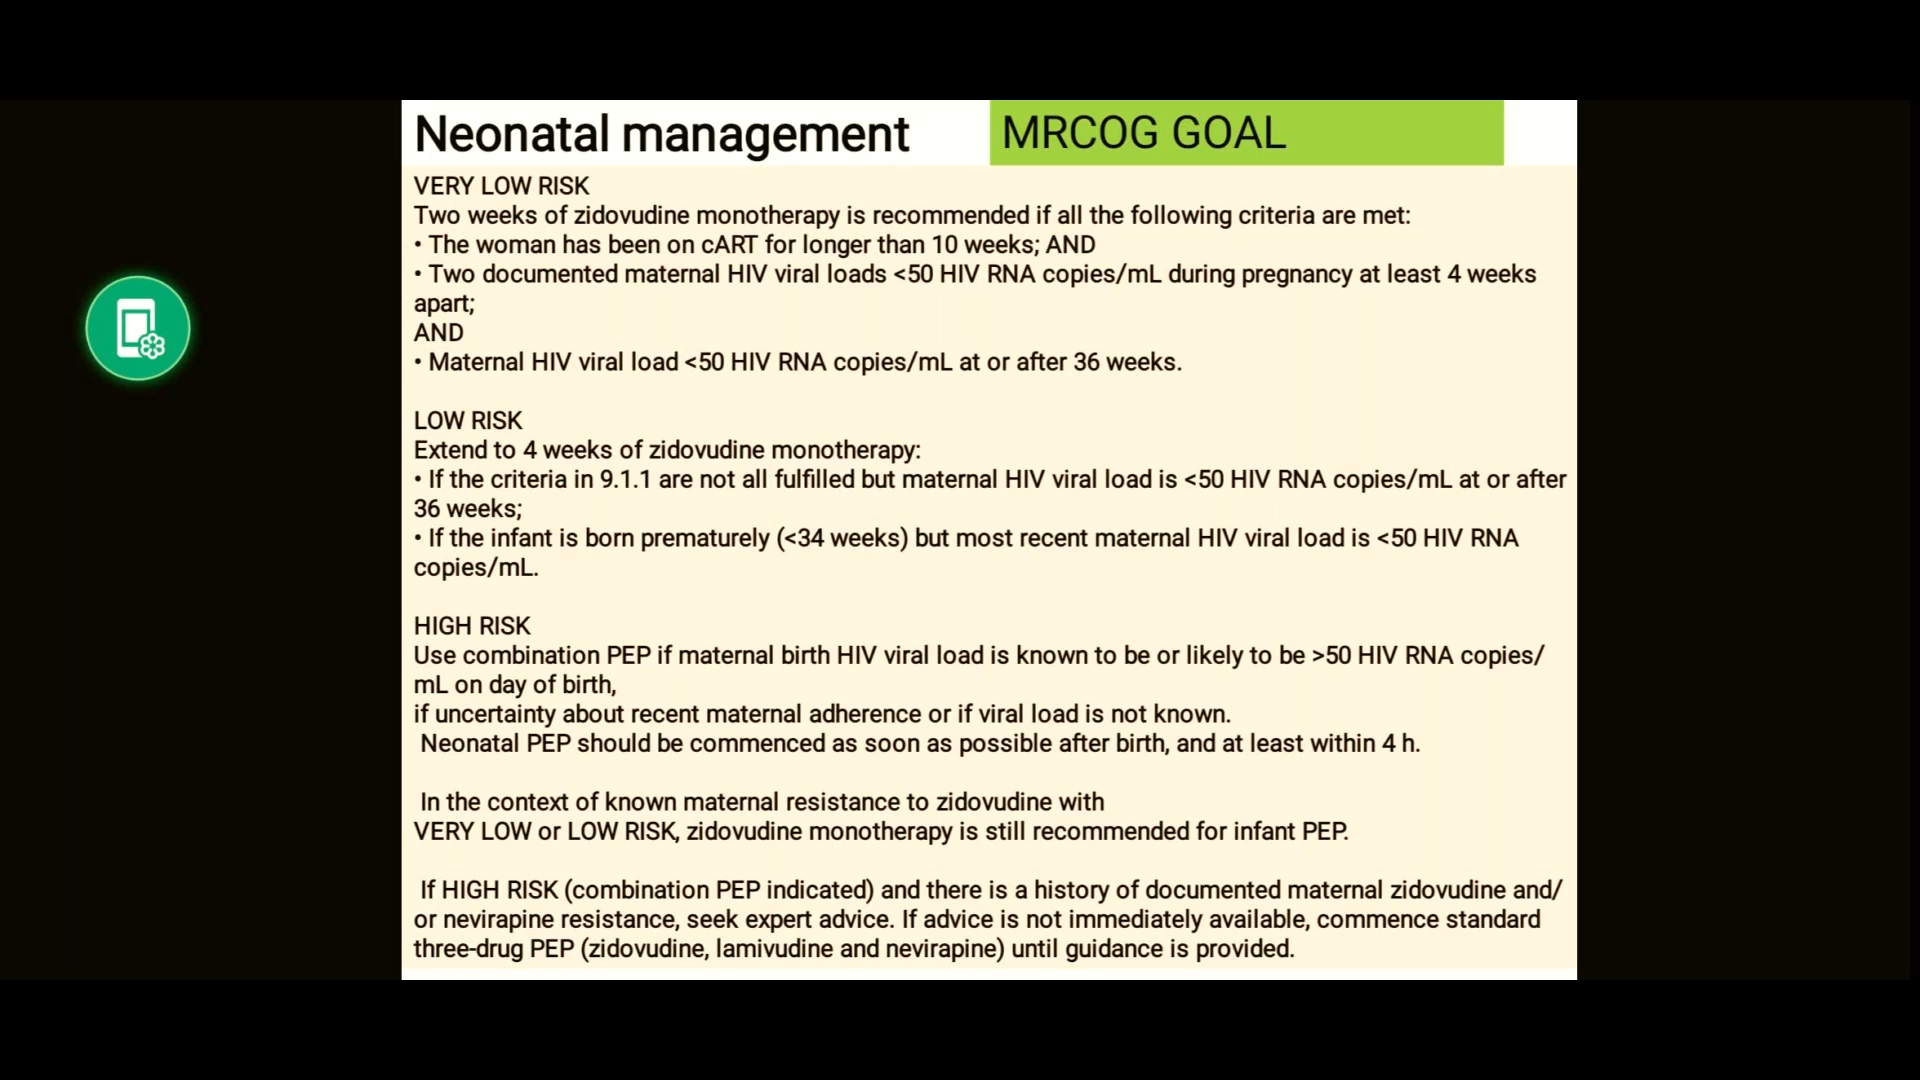 Neonatal management
MRCOG GOAL
VERY LOW RISK
Two weeks of zidovudine monotherapy is recommended if all the following criteria are met:
• The woman has been on cART for longer than 10 weeks; AND
• Two documented maternal HIV viral loads <50 HIV RNA copies/mL during pregnancy at least 4 weeks
apart;
AND
• Maternal HIV viral load <50 HIV RNA copies/mL at or after 36 weeks.
LOW RISK
Extend to 4 weeks of zidovudine monotherapy:
• If the criteria in 9.1.1 are not all fulfilled but maternal HIV viral load is <50 HIV RNA copies/mL at or after
36 weeks;
• If the infant is born prematurely (<34 weeks) but most recent maternal HIV viral load is <50 HIV RNA
copies/mL.
HIGH RISK
Use combination PEP if maternal birth HIV viral load is known to be or likely to be >50 HIV RNA copies/
mL on day of birth,
if uncertainty about recent maternal adherence or if viral load is not known.
Neonatal PEP should be commenced as soon as possible after birth, and at least within 4 h.
In the context of known maternal resistance to zidovudine with
VERY LOW or LOW RISK, zidovudine monotherapy is still recommended for infant PEP.
If HIGH RISK (combination PEP indicated) and there is a history of documented maternal zidovudine and/
or nevirapine resistance, seek expert advice. If advice is not immediately available, commence standard
three-drug PEP (zidovudine, lamivudine and nevirapine) until guidance is provided.